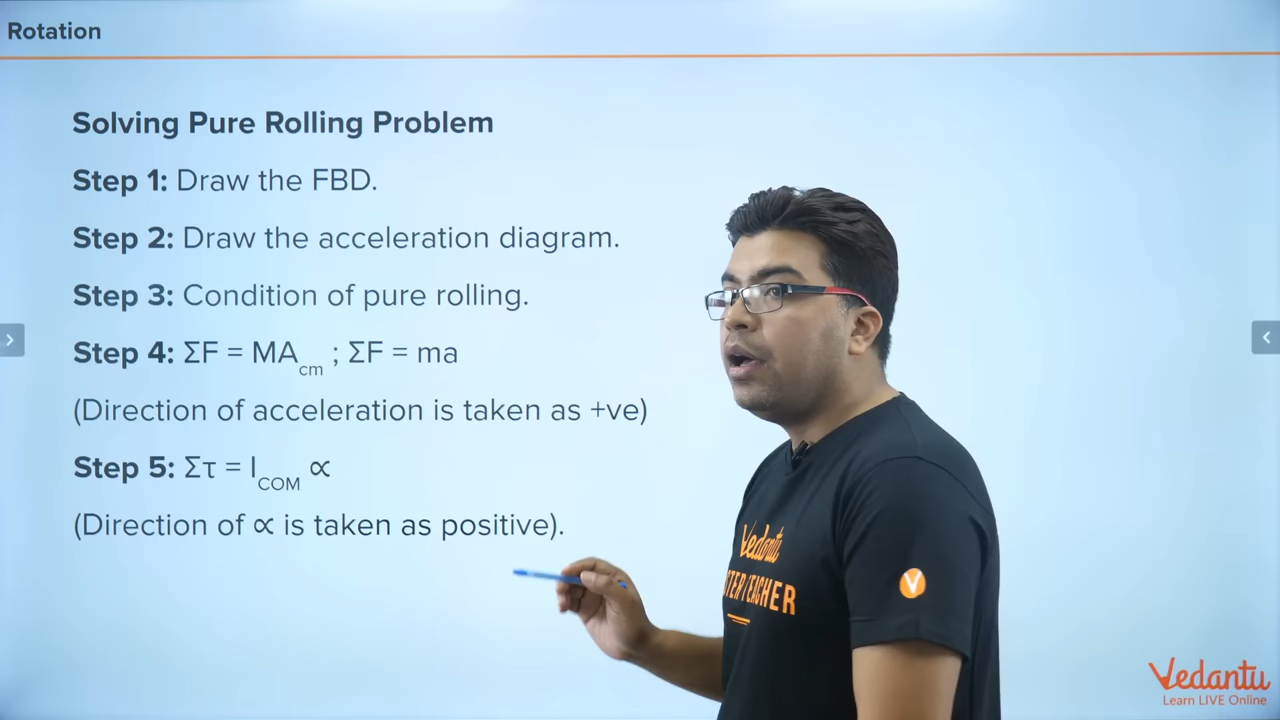 Rotation
Solving Pure Rolling Problem
Step 1: Draw the FBD.
Step 2: Draw the acceleration diagram.
Step 3: Condition of pure rolling.
Step 4: ΣF = MAcm ; ΣF = ma
(Direction of acceleration is taken as +ve)
Step 5: Στ = ICOM ∝
(Direction of ∝ is taken as positive).
Vedantu
TEACHER
V
Vedantu
Learn LIVE Online